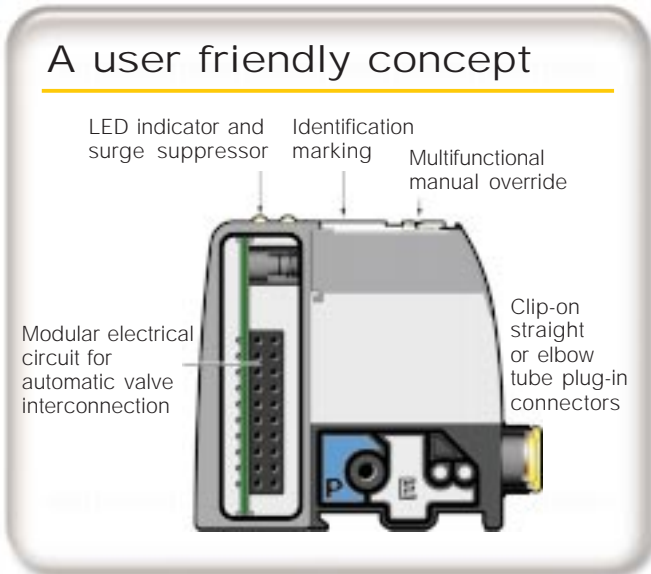 A user friendly concept
LED indicator and
surge suppressor
Identification
marking
Multifunctional
manual override
Modular electrical
circuit for
automatic valve
interconnection
Clip-on
straight
or elbow
tube plug-in
connectors
P
E